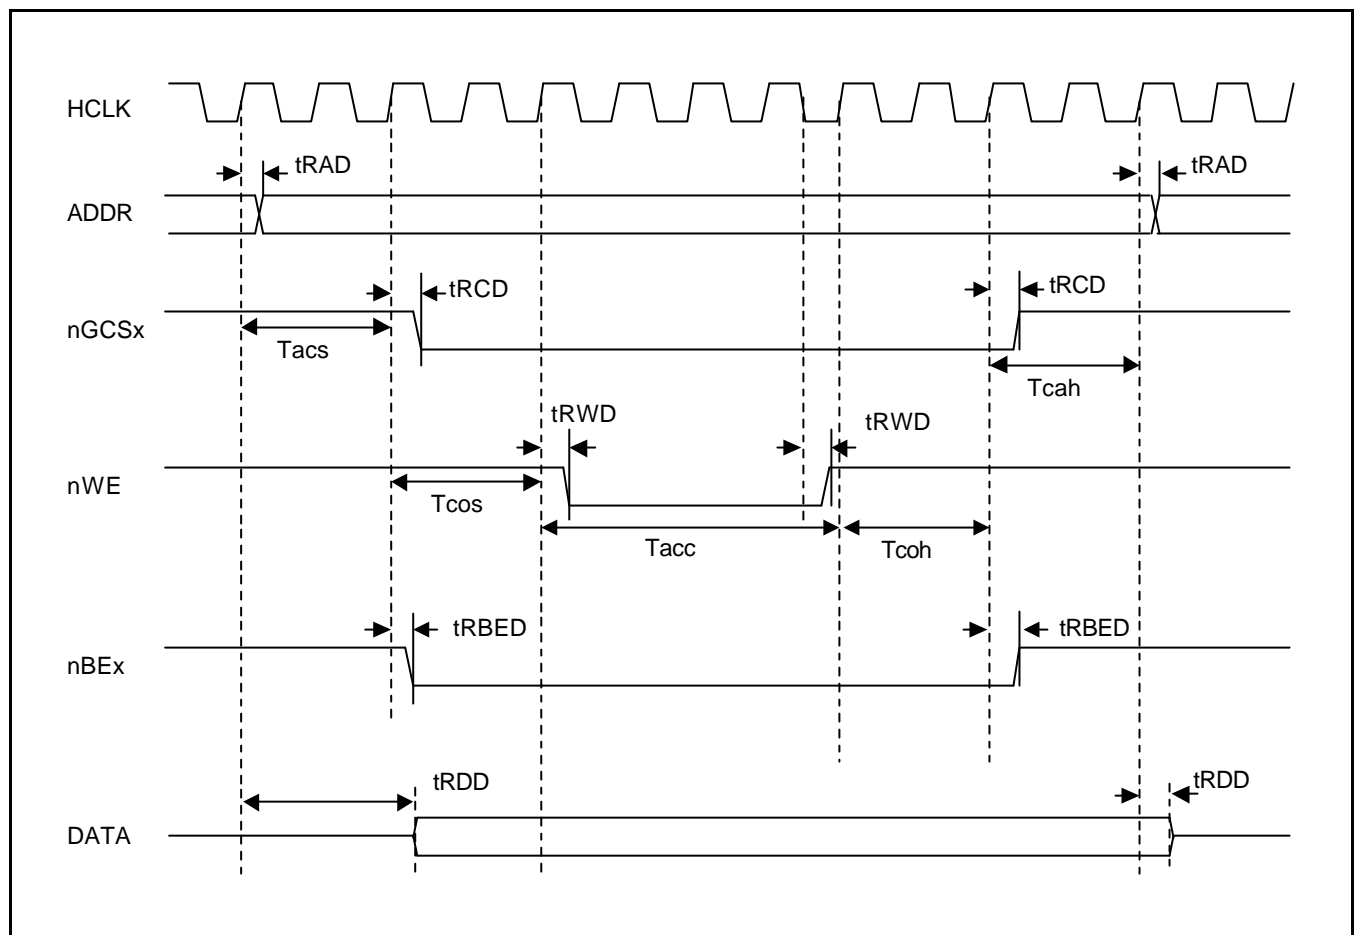 HCLK
tRAD
tRAD
ADDR
tRCD
tRCD
nGCSx
Tacs
Tcah
tRWD
tRWD
nWE
Tcos
Tacc
Tcoh
tRBED
tRBED
nBEx
tRDD
tRDD
DATA